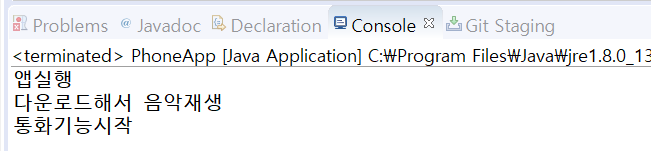 Problems @ Javadoc Declaration Console Git Staging
<terminated> PhoneApp [Java Application] C:₩Program Files₩Java₩jre1.8.0_13
앱실행
다운로드해서 음악재생
통화기능시작